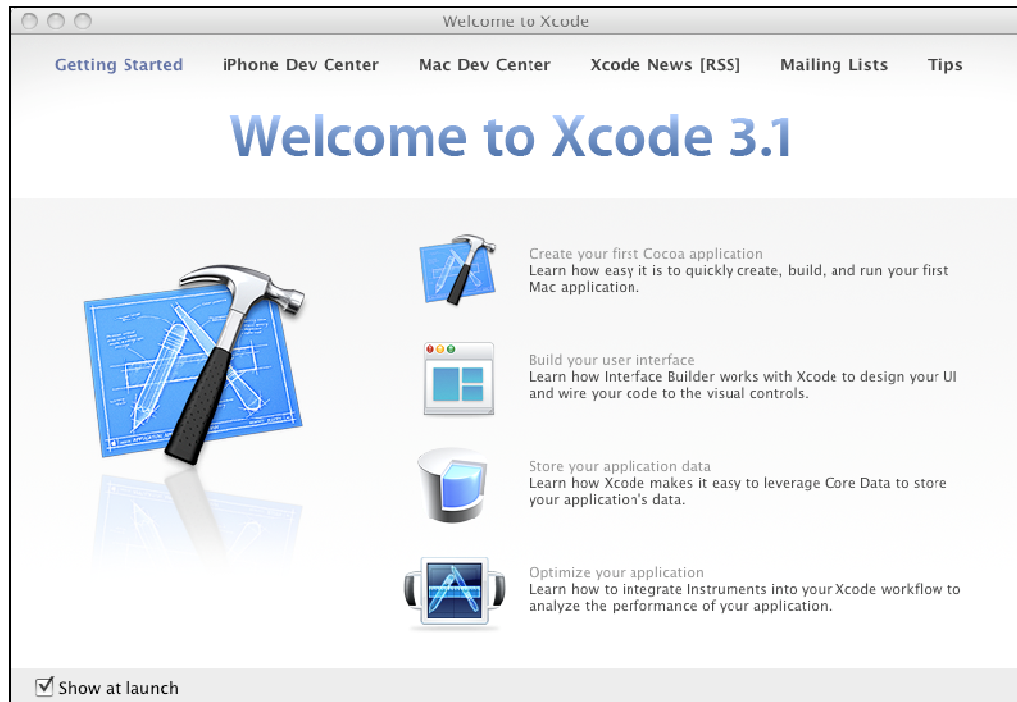 Welcome to Xcode
Getting Started iPhone Dev Center Mac Dev Center Xcode News [RSS] Mailing Lists Tips
Welcome to Xcode 3.1
Create your first Cocoa application
Learn how easy it is to quickly create, build, and run your first
Mac application.
Build your user interface
Learn how Interface Builder works with Xcode to design your UI
and wire your code to the visual controls.
Store your application data
Learn how Xcode makes it easy to leverage Core Data to store
your application's data.
Optimize your application
Learn how to integrate Instruments into your Xcode workflow to
analyze the performance of your application.
Show at launch